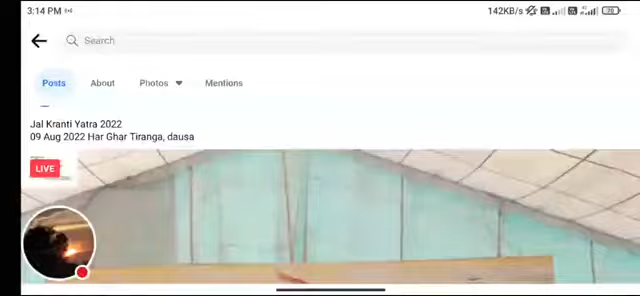 3:14 PM
142KB/s
70
Search
Posts About Photos Mentions
Jal Kranti Yatra 2022
09 Aug 2022 Har Ghar Tiranga, dausa
LIVE